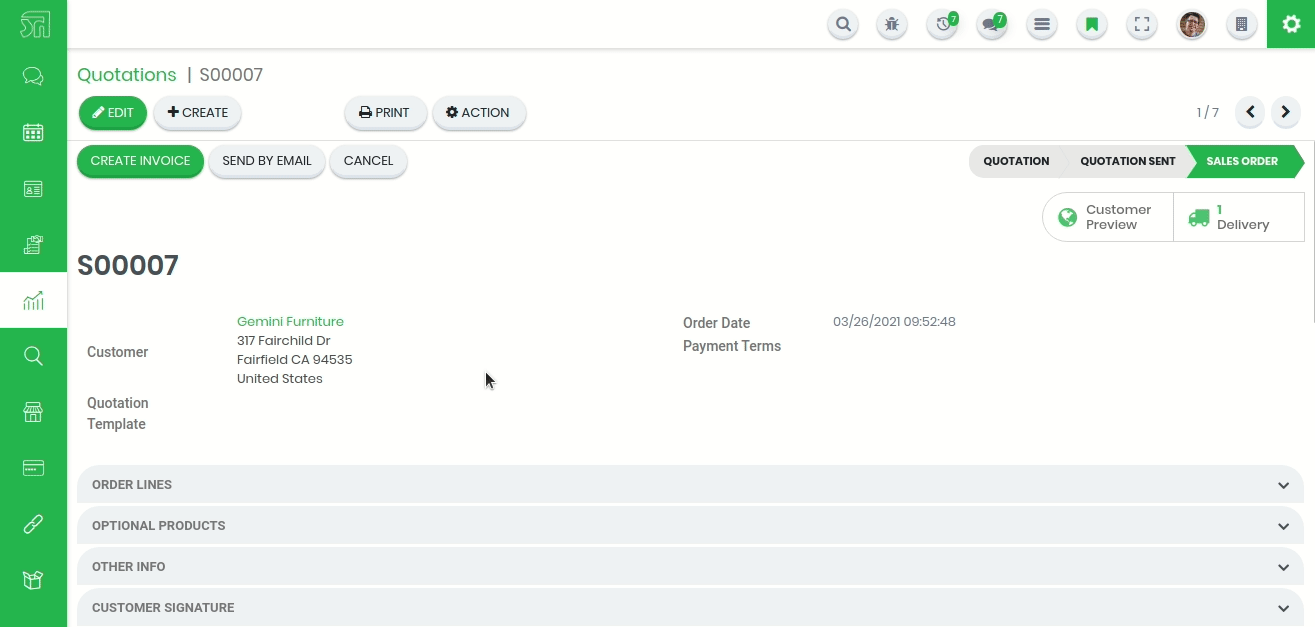 7
7
Quotations | S00007
EDIT
CREATE
PRINT
ACTION
1 / 7
CREATE INVOICE
SEND BY EMAIL
CANCEL
QUOTATION
QUOTATION SENT
SALES ORDER
Customer
Preview
1
Delivery
S00007
Customer
Gemini Furniture
317 Fairchild Dr
Fairfield CA 94535
United States
Order Date
03/26/2021 09:52:48
Payment Terms
Quotation
Template
ORDER LINES
OPTIONAL PRODUCTS
OTHER INFO
CUSTOMER SIGNATURE